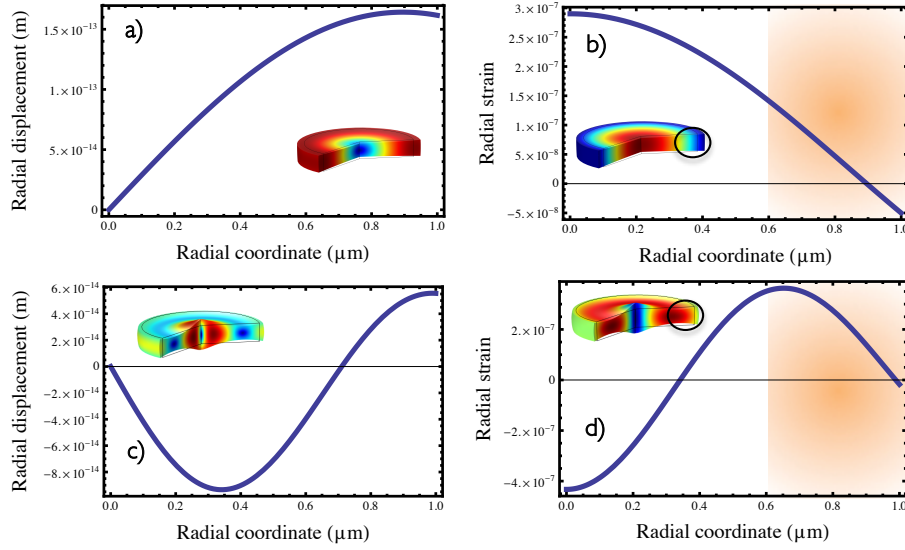 a)
Radial displacement (m)
1.5×10⁻¹³
1.×10⁻¹³
5.×10⁻¹⁴
0
0.0 0.2 0.4 0.6 0.8 1.0
Radial coordinate (µm)
b)
Radial strain
3.×10⁻⁷
2.×10⁻⁷
2.×10⁻⁷
1.×10⁻⁷
5.×10⁻⁸
0
−5.×10⁻⁸
0.0 0.2 0.4 0.6 0.8 1.0
Radial coordinate (µm)
c)
Radial displacement (m)
6.×10⁻¹⁴
4.×10⁻¹⁴
2.×10⁻¹⁴
0
−2.×10⁻¹⁴
−4.×10⁻¹⁴
−6.×10⁻¹⁴
−8.×10⁻¹⁴
0.0 0.2 0.4 0.6 0.8 1.0
Radial coordinate (µm)
d)
Radial strain
2.×10⁻⁷
0
−2.×10⁻⁷
−4.×10⁻⁷
0.0 0.2 0.4 0.6 0.8 1.0
Radial coordinate (µm)